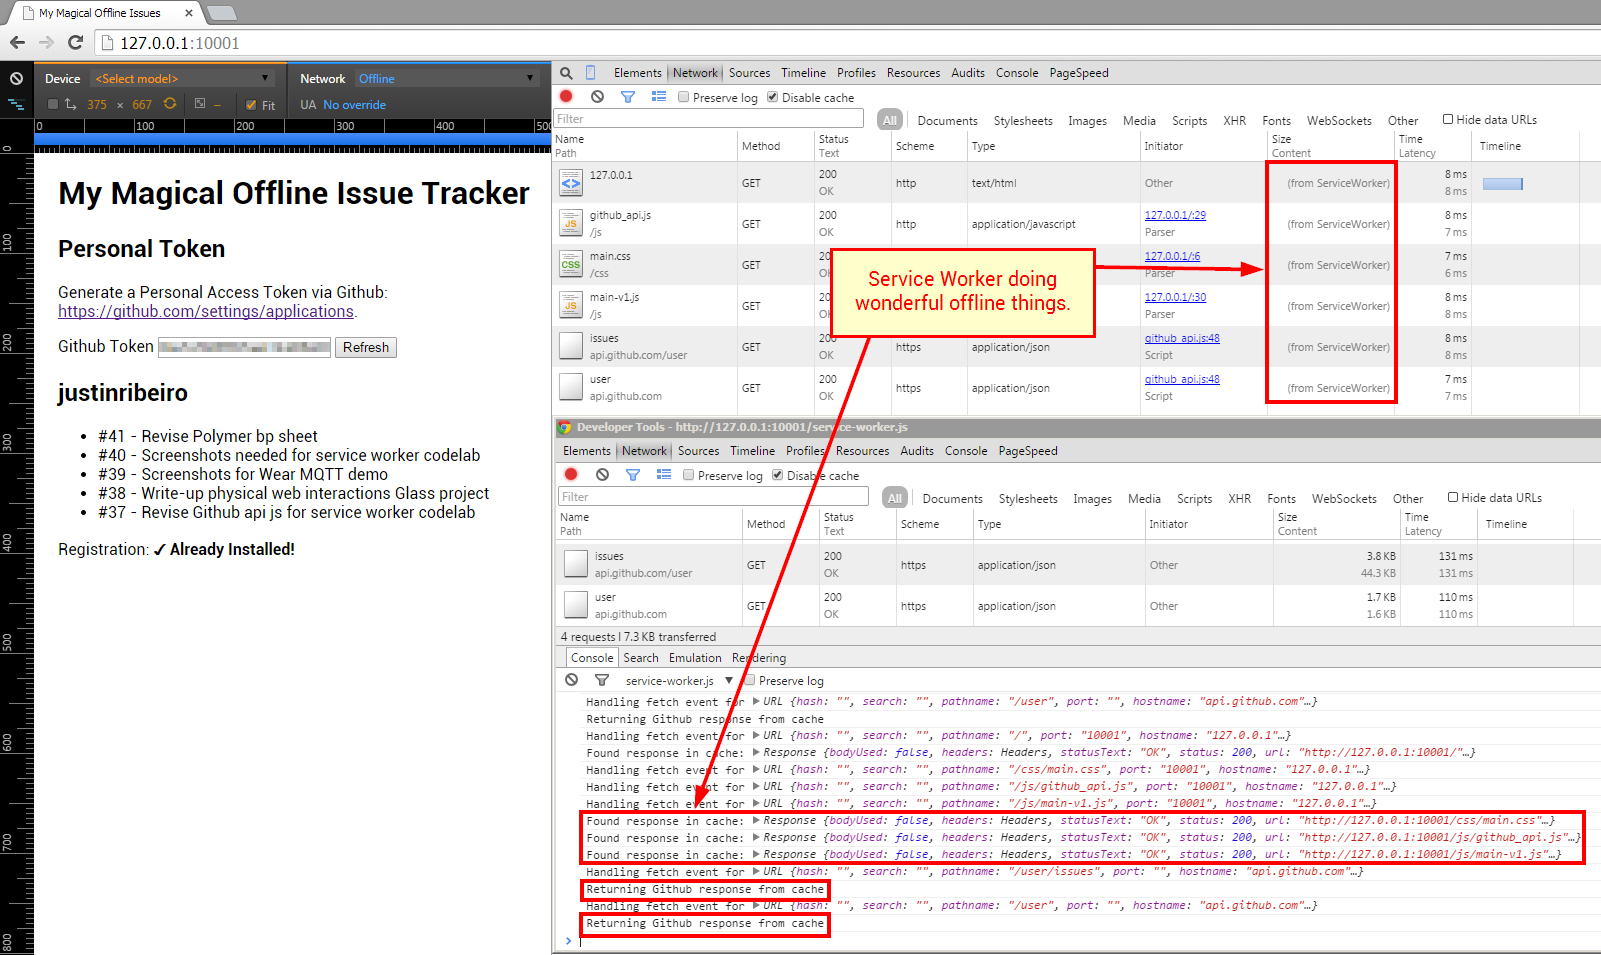 My Magical Offline Issues
127.0.0.1:10001
Device <Select model> Network Offline
375 × 667 Fit UA No override
0 100 200 300 400 500
0 100 200 300 400 500 600 700 800
My Magical Offline Issue Tracker
Personal Token
Generate a Personal Access Token via Github:
https://github.com/settings/applications.
Github Token Refresh
justinribeiro
#41 - Revise Polymer bp sheet
#40 - Screenshots needed for service worker codelab
#39 - Screenshots for Wear MQTT demo
#38 - Write-up physical web interactions Glass project
#37 - Revise Github api js for service worker codelab
Registration: ✓ Already Installed!
Elements Network Sources Timeline Profiles Resources Audits Console PageSpeed
Preserve log Disable cache
Filter All Documents Stylesheets Images Media Scripts XHR Fonts WebSockets Other Hide data URLs
Name Method Status Scheme Type Initiator Size Time Timeline
Path Text Content Latency
127.0.0.1 GET 200 http text/html Other (from ServiceWorker) 8 ms
OK 8 ms
github_api.js GET 200 http application/javascript 127.0.0.1/:29 (from ServiceWorker) 8 ms
/js OK Parser 7 ms
main.css GET 20 127.0.0.1/:6 (from ServiceWorker) 7 ms
/css Parser 6 ms
main-v1.js GET 20 127.0.0.1/:30 (from ServiceWorker) 8 ms
/js Parser 8 ms
issues GET 200 https application/json github_api.js:48 (from ServiceWorker) 8 ms
api.github.com/user OK Script 8 ms
user GET 200 https application/json github_api.js:48 (from ServiceWorker) 7 ms
api.github.com OK Script 7 ms
Service Worker doing
wonderful offline things.
Developer Tools - http://127.0.0.1:10001/service-worker.js
Elements Network Sources Timeline Profiles Resources Audits Console PageSpeed
Preserve log Disable cache
Filter All Documents Stylesheets Images Media Scripts XHR Fonts WebSockets Other Hide data URLs
Name Method Status Scheme Type Initiator Size Time Timeline
Path Text Content Latency
issues GET 200 https application/json Other 3.8 KB 131 ms
api.github.com/user OK 44.3 KB 131 ms
user GET 200 https application/json Other 1.7 KB 110 ms
api.github.com OK 1.6 KB 110 ms
4 requests | 7.3 KB transferred
Console Search Emulation Rendering
service-worker.js Preserve log
Handling fetch event for ▶URL {hash: "", search: "", pathname: "/user", port: "", hostname: "api.github.com"…}
Returning Github response from cache
Handling fetch event for ▶URL {hash: "", search: "", pathname: "/", port: "10001", hostname: "127.0.0.1"…}
Found response in cache: ▶Response {bodyUsed: false, headers: Headers, statusText: "OK", status: 200, url: "http://127.0.0.1:10001/"…}
Handling fetch event for ▶URL {hash: "", search: "", pathname: "/css/main.css", port: "10001", hostname: "127.0.0.1"…}
Handling fetch event for ▶URL {hash: "", search: "", pathname: "/js/github_api.js", port: "10001", hostname: "127.0.0.1"…}
Handling fetch event for ▶URL {hash: "", search: "", pathname: "/js/main-v1.js", port: "10001", hostname: "127.0.0.1"…}
Found response in cache: ▶Response {bodyUsed: false, headers: Headers, statusText: "OK", status: 200, url: "http://127.0.0.1:10001/css/main.css"…}
Found response in cache: ▶Response {bodyUsed: false, headers: Headers, statusText: "OK", status: 200, url: "http://127.0.0.1:10001/js/github_api.js"…}
Found response in cache: ▶Response {bodyUsed: false, headers: Headers, statusText: "OK", status: 200, url: "http://127.0.0.1:10001/js/main-v1.js"…}
Handling fetch event for ▶URL {hash: "", search: "", pathname: "/user/issues", port: "", hostname: "api.github.com"…}
Returning Github response from cache
Handling fetch event for ▶URL {hash: "", search: "", pathname: "/user", port: "", hostname: "api.github.com"…}
Returning Github response from cache